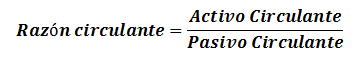 Razón circulante = Activo Circulante / Pasivo Circulante